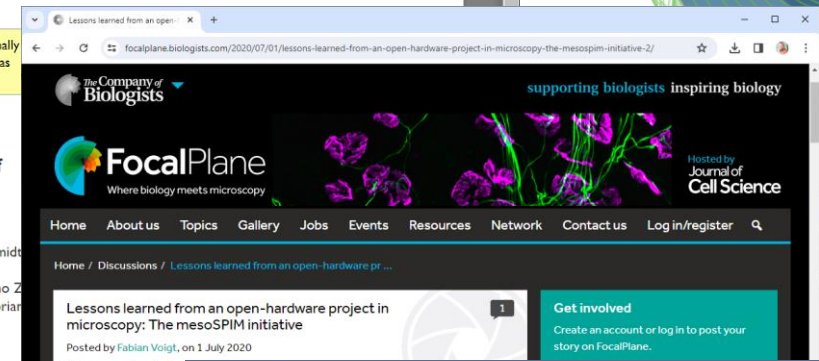 Lessons learned from an open-
focalplane.biologists.com/2020/07/01/lessons-learned-from-an-open-hardware-project-in-microscopy-the-mesospim-initiative-2/
ally
as
The Company of
Biologists
supporting biologists inspiring biology
FocalPlane
Where biology meets microscopy
Hosted by
Journal of
Cell Science
Home About us Topics Gallery Jobs Events Resources Network Contact us Log in/register
Home / Discussions / Lessons learned from an open-hardware pr ...
Lessons learned from an open-hardware project in
microscopy: The mesoSPIM initiative
1
Posted by Fabian Voigt, on 1 July 2020
Get involved
Create an account or log in to post your
story on FocalPlane.